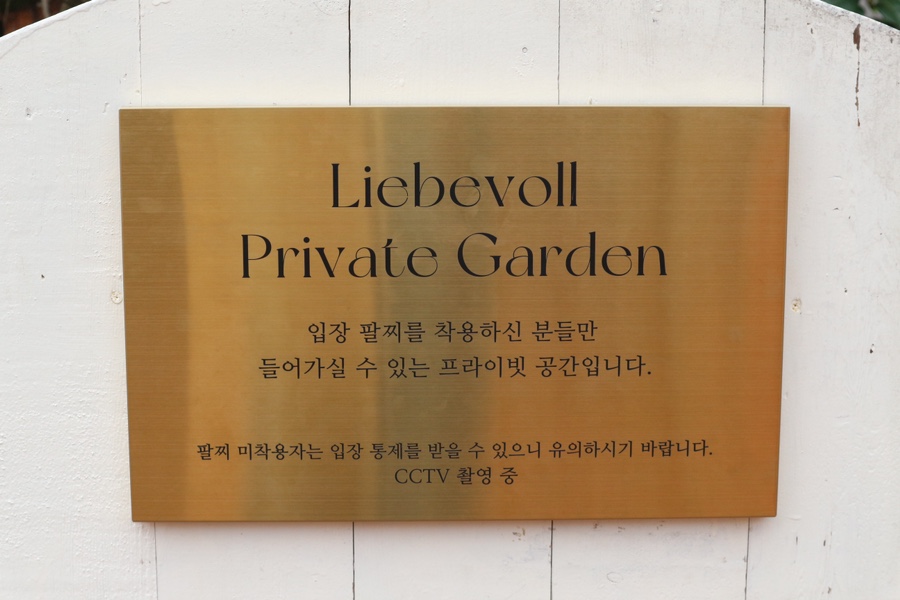 Liebevoll
Private Garden
입장 팔찌를 착용하신 분들만
들어가실 수 있는 프라이빗 공간입니다.
팔찌 미착용자는 입장 통제를 받을 수 있으니 유의하시기 바랍니다.
CCTV 촬영 중